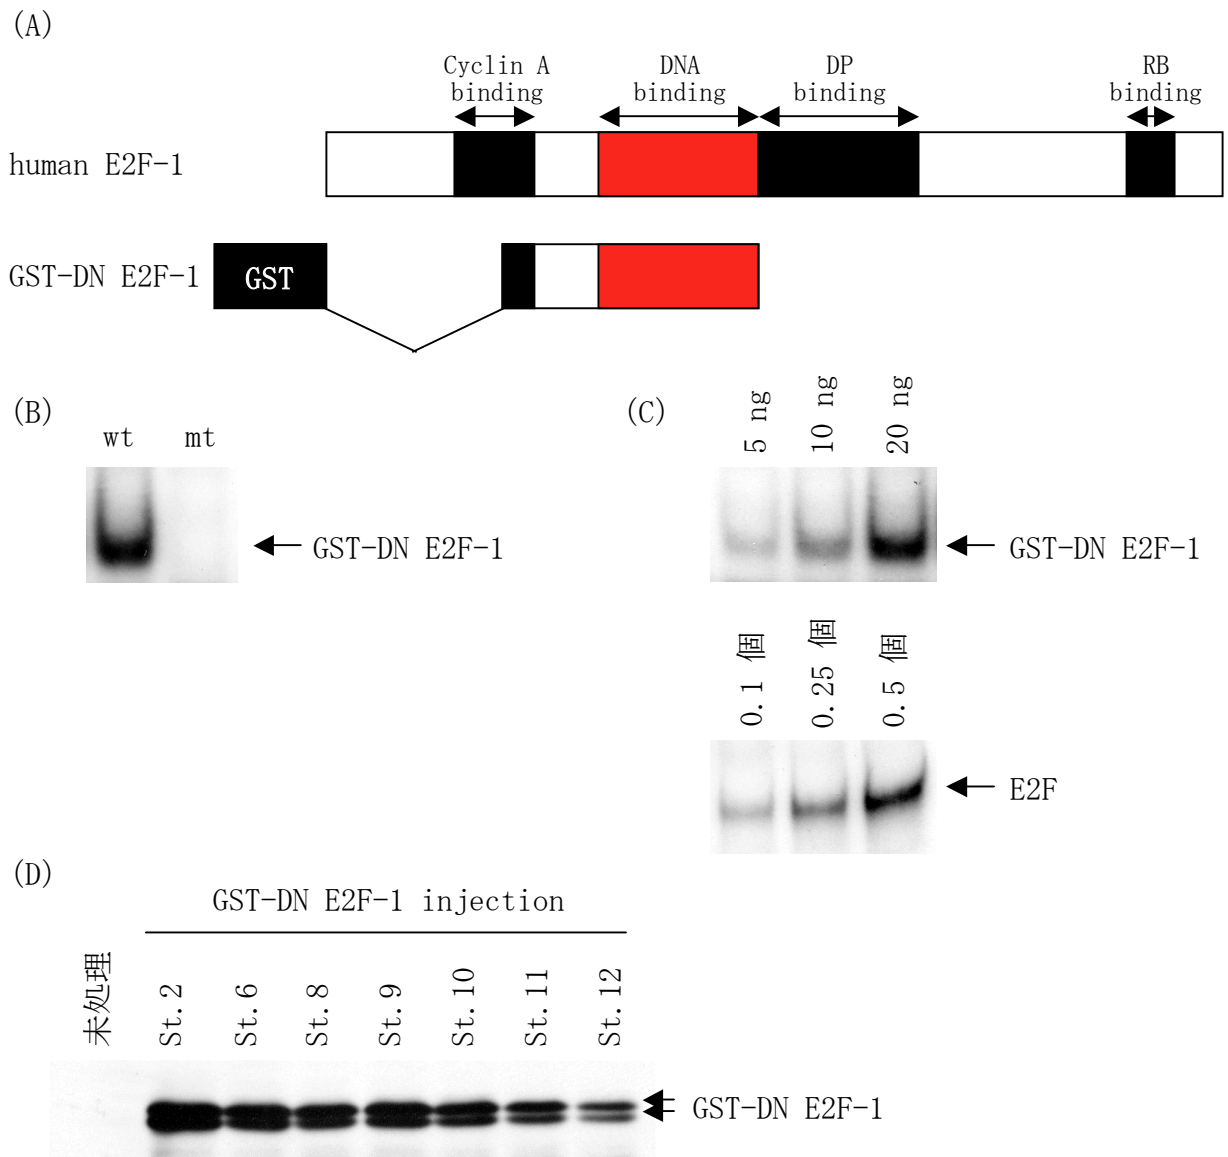 (A)
Cyclin A
binding
DNA
binding
DP
binding
RB
binding
human E2F-1
GST-DN E2F-1
GST
(B)
wt
mt
GST-DN E2F-1
(C)
5 ng
10 ng
20 ng
GST-DN E2F-1
0.1 個
0.25 個
0.5 個
E2F
(D)
GST-DN E2F-1 injection
未処理
St.2
St.6
St.8
St.9
St.10
St.11
St.12
GST-DN E2F-1